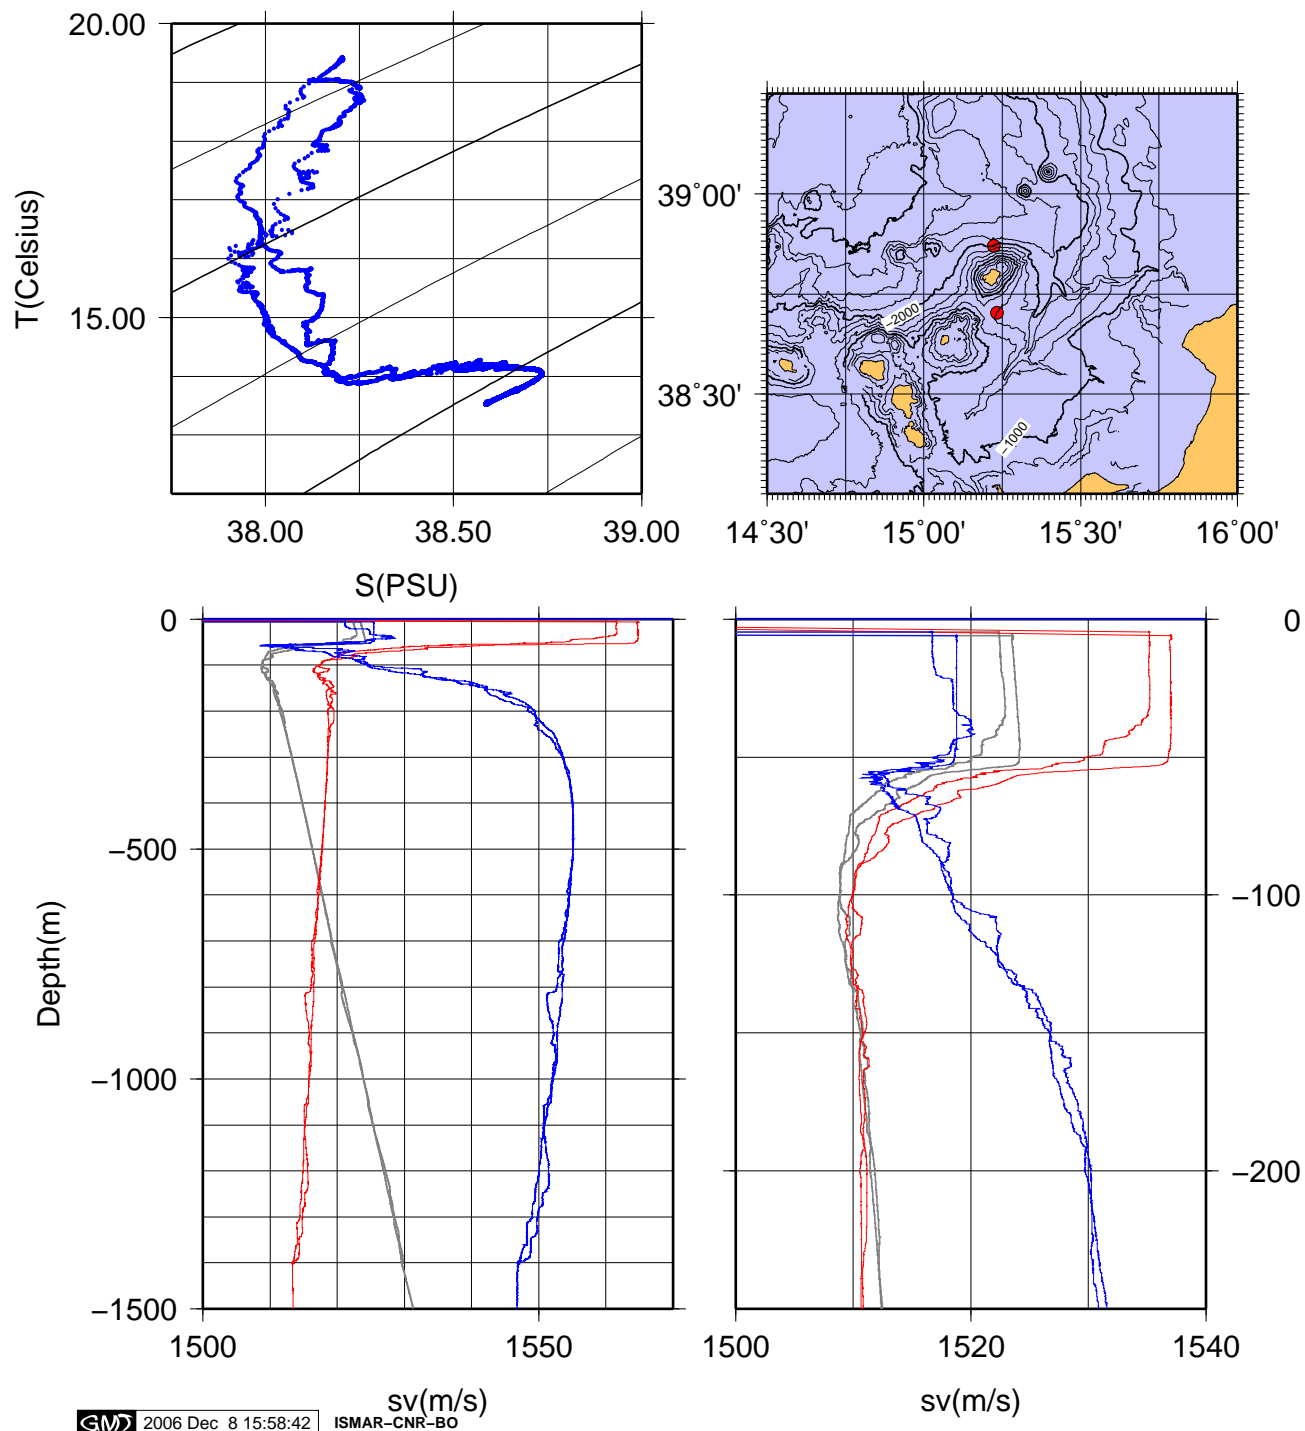 20.00
15.00
T(Celsius)
38.00 38.50 39.00
S(PSU)
39°00'
38°30'
14°30' 15°00' 15°30' 16°00'
−2000
−1000
0
−500
−1000
−1500
Depth(m)
1500 1550
sv(m/s)
0
−100
−200
1500 1520 1540
sv(m/s)
GMT 2006 Dec 8 15:58:42 ISMAR−CNR−BO